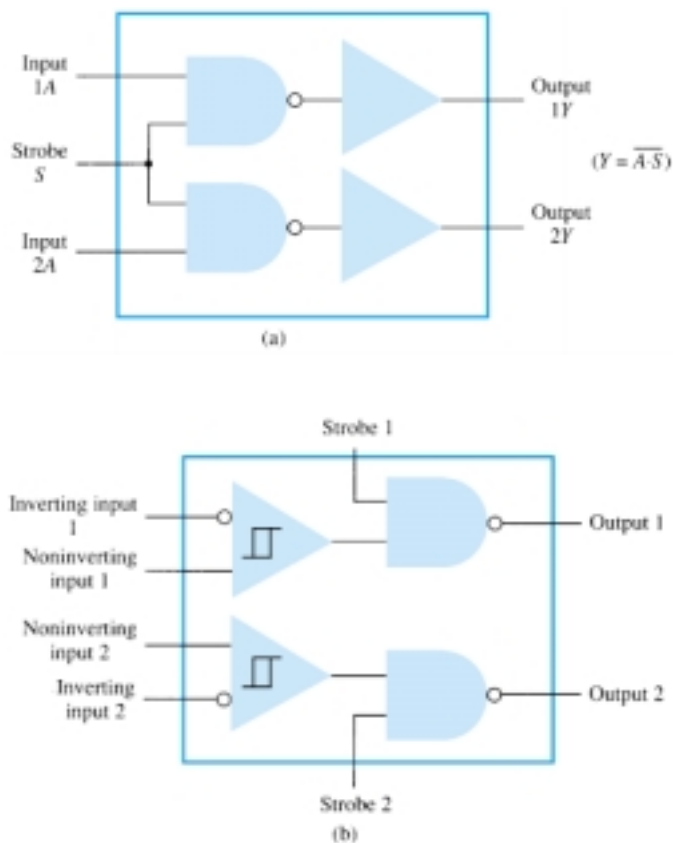 Input
1A
Output
1Y
Strobe
S
(Y = \overline{A·S})
Output
2Y
Input
2A
(a)
Strobe 1
Inverting input
1
Output 1
Noninverting
input 1
Noninverting
input 2
Inverting
input 2
Output 2
Strobe 2
(b)